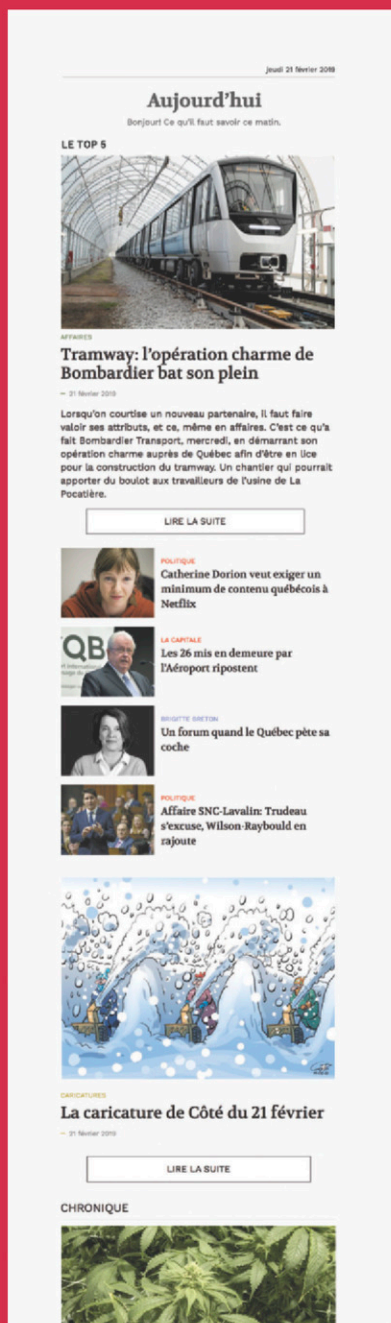 jeudi 21 février 2019
Aujourd'hui
Bonjour! Ce qu'il faut savoir ce matin.
LE TOP 5
AFFAIRES
Tramway: l'opération charme de
Bombardier bat son plein
— 21 février 2019
Lorsqu'on courtise un nouveau partenaire, il faut faire
valoir ses attributs, et ce, même en affaires. C'est ce qu'a
fait Bombardier Transport, mercredi, en démarrant son
opération charme auprès de Québec afin d'être en lice
pour la construction du tramway. Un chantier qui pourrait
apporter du boulot aux travailleurs de l'usine de La
Pocatière.
LIRE LA SUITE
POLITIQUE
Catherine Dorion veut exiger un
minimum de contenu québécois à
Netflix
QB
LA CAPITALE
Les 26 mis en demeure par
l'Aéroport ripostent
BRIGITTE BRETON
Un forum quand le Québec pète sa
coche
POLITIQUE
Affaire SNC-Lavalin: Trudeau
s'excuse, Wilson-Raybould en
rajoute
CARICATURES
La caricature de Côté du 21 février
— 21 février 2019
LIRE LA SUITE
CHRONIQUE